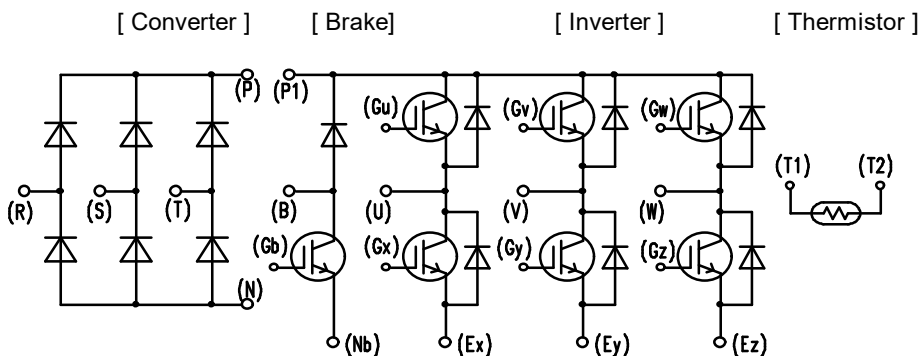 [ Converter ] [ Brake] [ Inverter ] [ Thermistor ]
(P) (P1)
(Gu) (Gv) (Gw)
(T1) (T2)
(R) (S) (T) (B) (U) (V) (W)
(Gb) (Gx) (Gy) (Gz)
(N)
(Nb) (Ex) (Ey) (Ez)